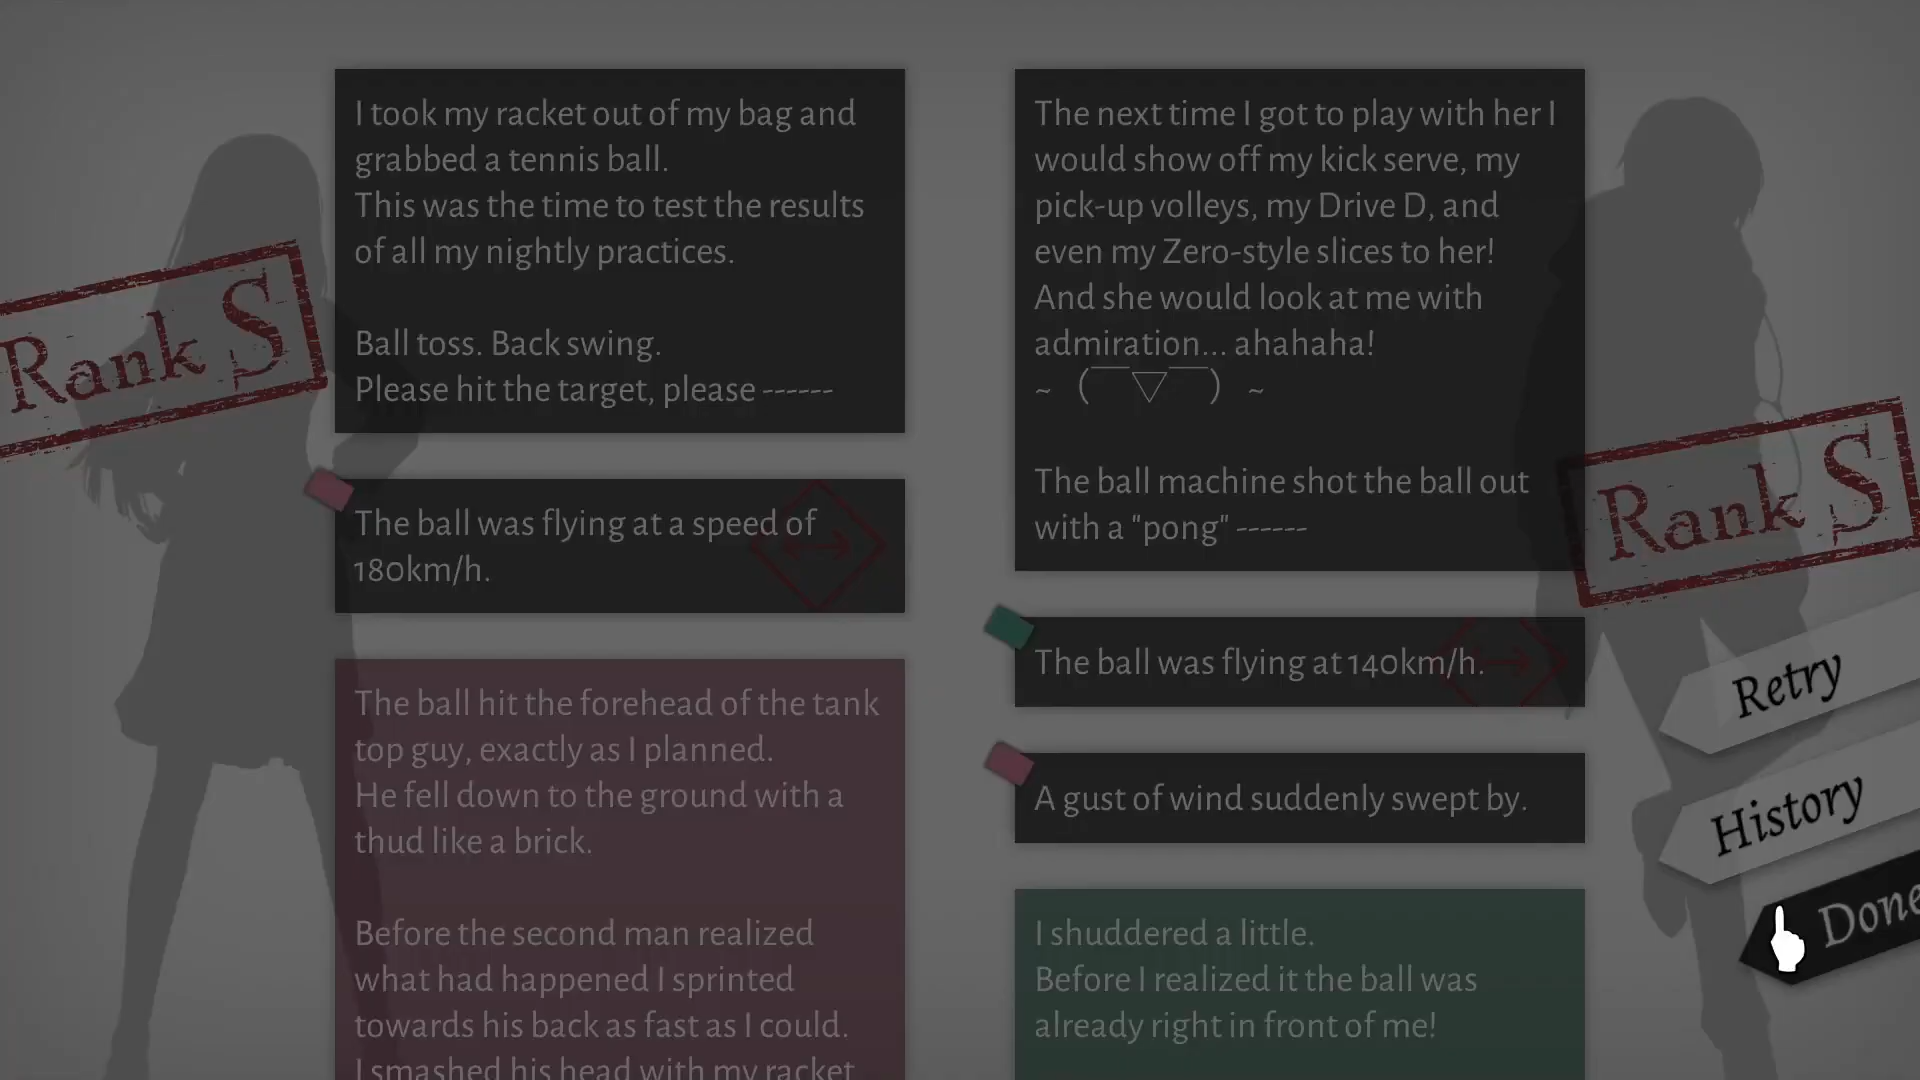 I took my racket out of my bag and
grabbed a tennis ball.
This was the time to test the results
of all my nightly practices.
Ball toss. Back swing.
Please hit the target, please ------
The ball was flying at a speed of
180km/h.
The ball hit the forehead of the tank
top guy, exactly as I planned.
He fell down to the ground with a
thud like a brick.
Before the second man realized
what had happened I sprinted
towards his back as fast as I could.
I smashed his head with my racket
Rank S
The next time I got to play with her I
would show off my kick serve, my
pick-up volleys, my Drive D, and
even my Zero-style slices to her!
And she would look at me with
admiration... ahahaha!
~ (￣▽￣) ~
The ball machine shot the ball out
with a "pong" ------
The ball was flying at 140km/h.
A gust of wind suddenly swept by.
I shuddered a little.
Before I realized it the ball was
already right in front of me!
Rank S
Retry
History
Done